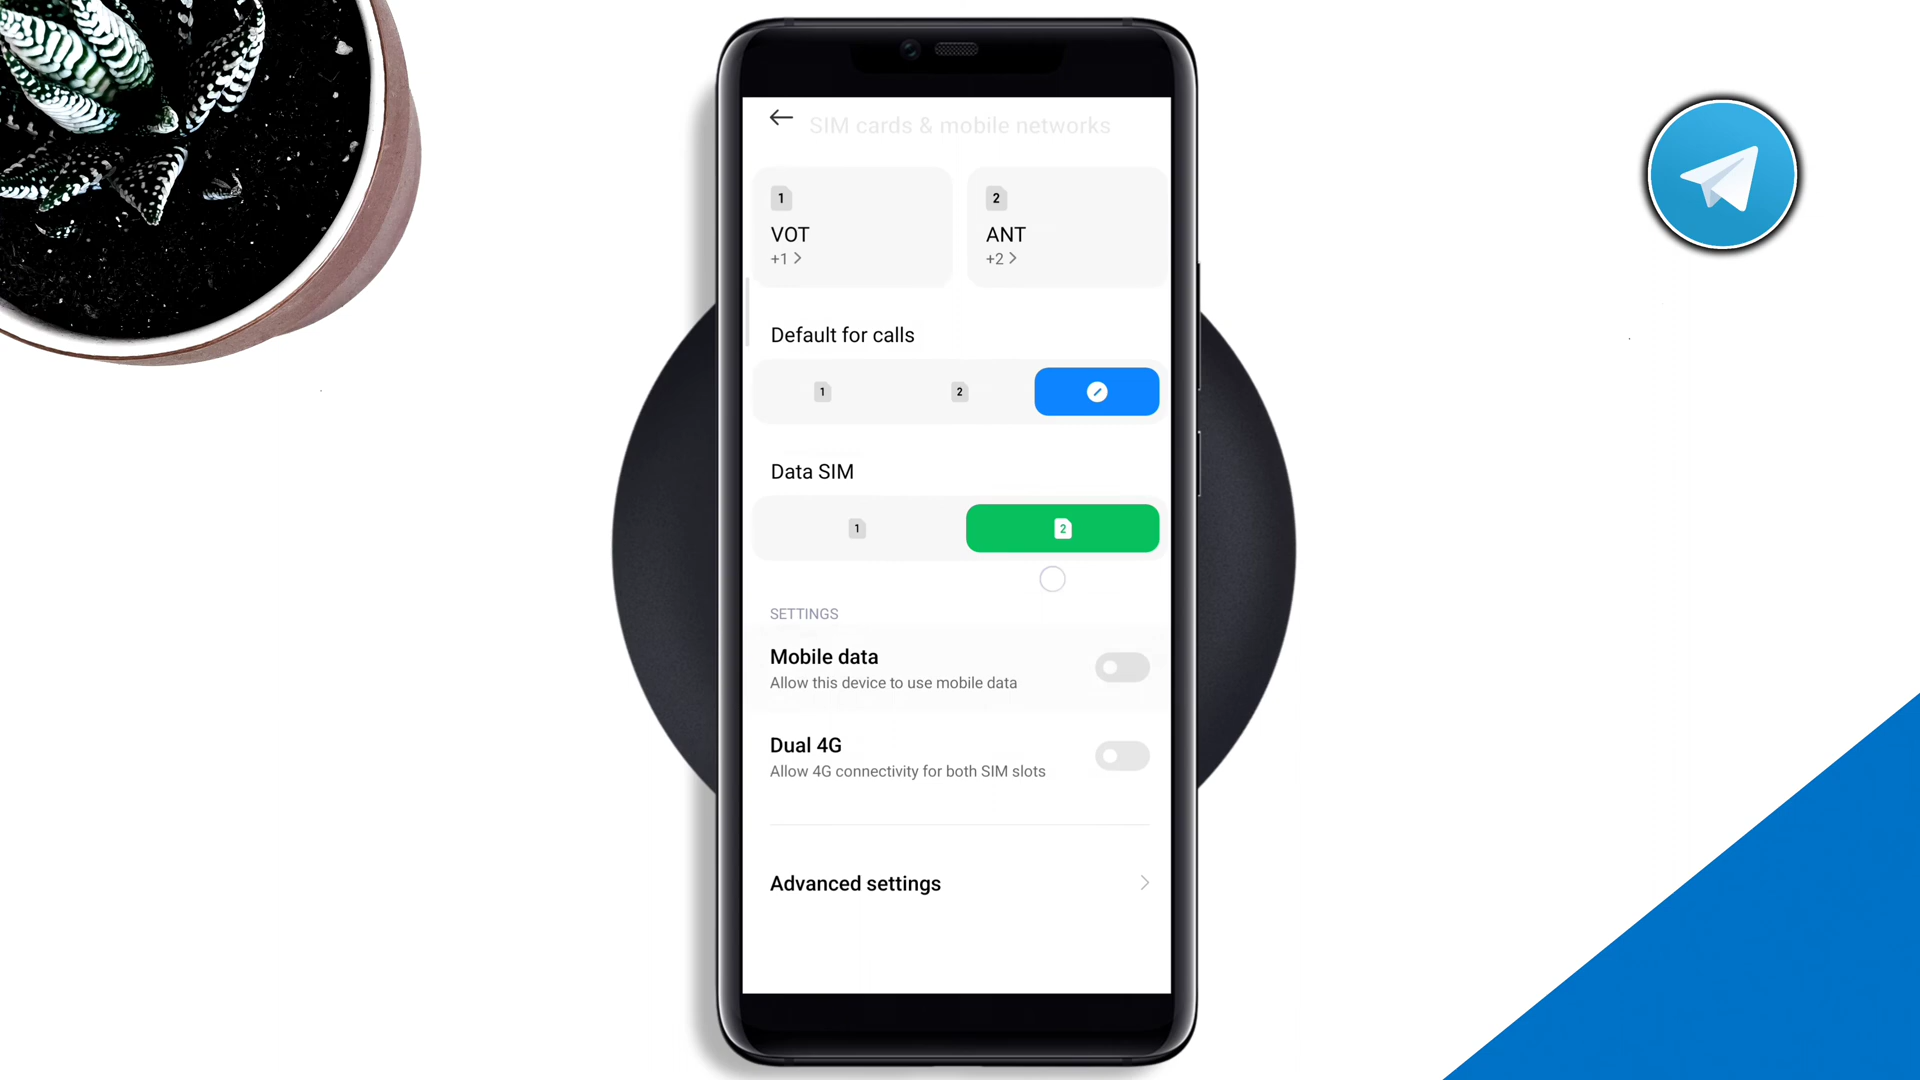 SIM cards & mobile networks
1
2
VOT
ANT
+1
+2
Default for calls
1
2
Data SIM
1
2
SETTINGS
Mobile data
Allow this device to use mobile data
Dual 4G
Allow 4G connectivity for both SIM slots
Advanced settings